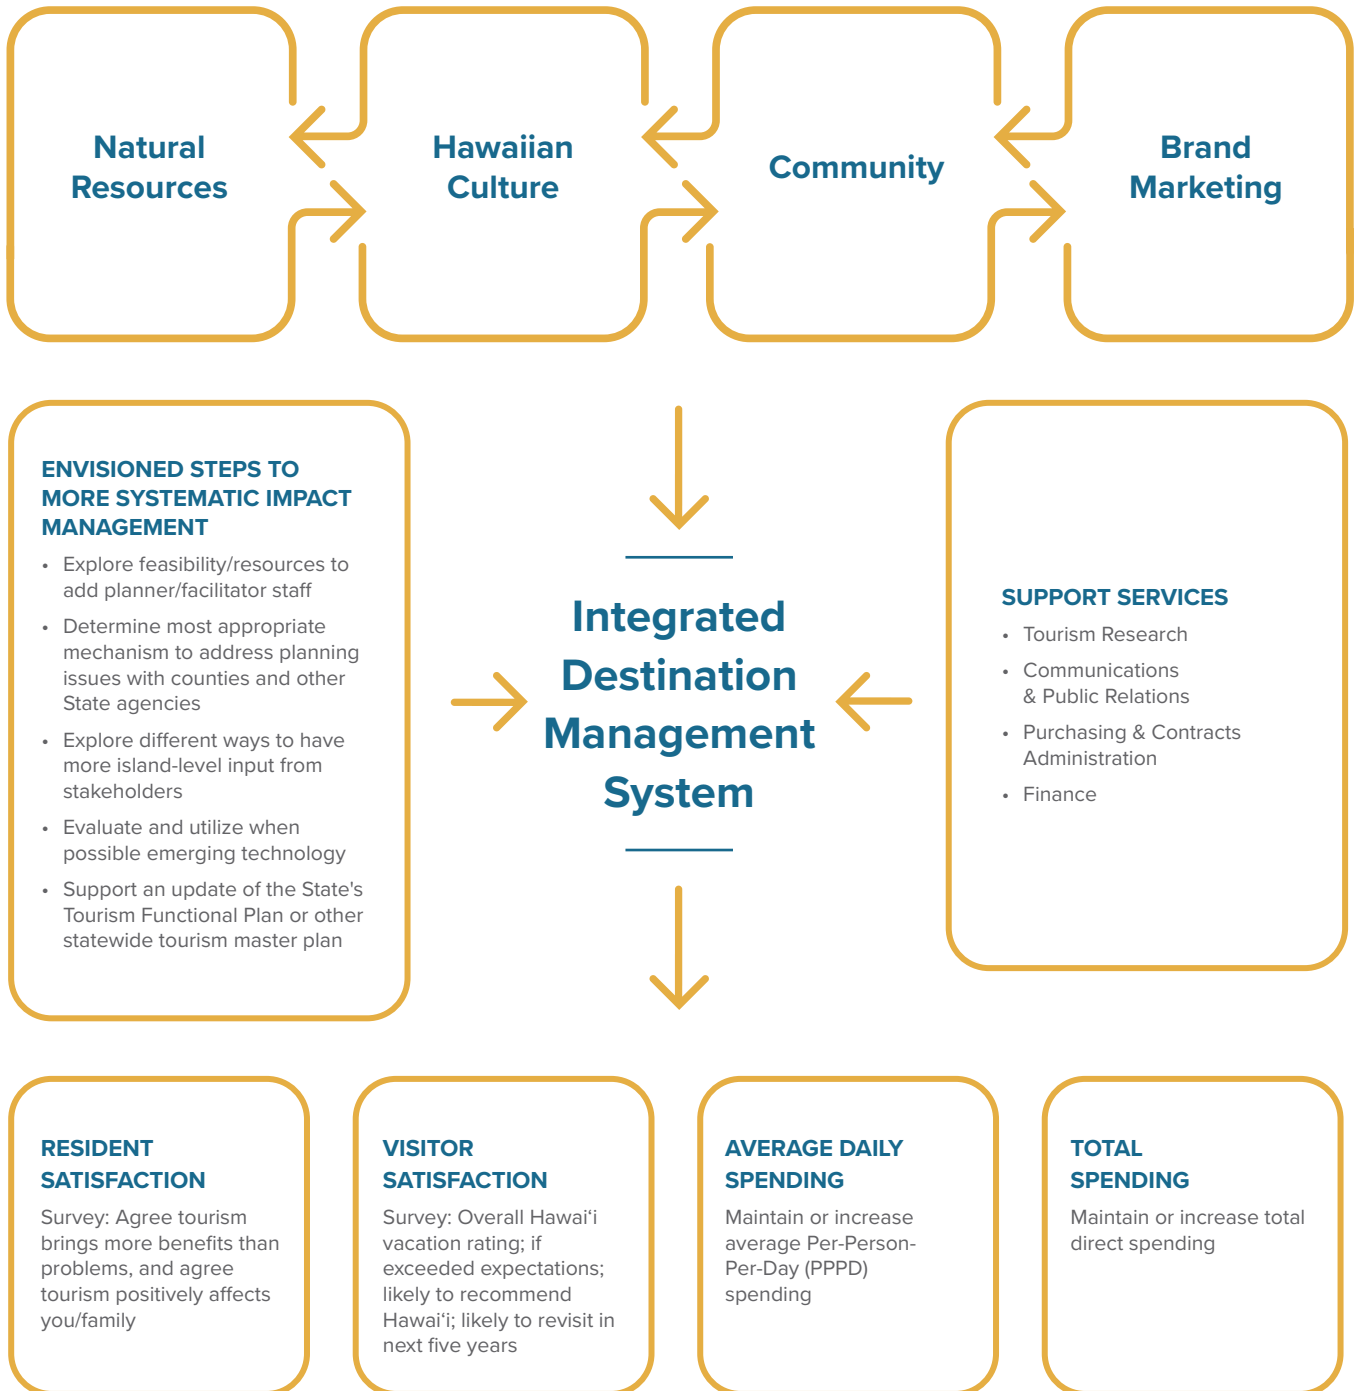 Natural
Resources
Hawaiian
Culture
Community
Brand
Marketing
ENVISIONED STEPS TO
MORE SYSTEMATIC IMPACT
MANAGEMENT
• Explore feasibility/resources to
add planner/facilitator staff
• Determine most appropriate
mechanism to address planning
issues with counties and other
State agencies
• Explore different ways to have
more island-level input from
stakeholders
• Evaluate and utilize when
possible emerging technology
• Support an update of the State's
Tourism Functional Plan or other
statewide tourism master plan
Integrated
Destination
Management
System
SUPPORT SERVICES
• Tourism Research
• Communications
& Public Relations
• Purchasing & Contracts
Administration
• Finance
RESIDENT
SATISFACTION
Survey: Agree tourism
brings more benefits than
problems, and agree
tourism positively affects
you/family
VISITOR
SATISFACTION
Survey: Overall Hawaiʻi
vacation rating; if
exceeded expectations;
likely to recommend
Hawaiʻi; likely to revisit in
next five years
AVERAGE DAILY
SPENDING
Maintain or increase
average Per-Person-
Per-Day (PPPD)
spending
TOTAL
SPENDING
Maintain or increase total
direct spending